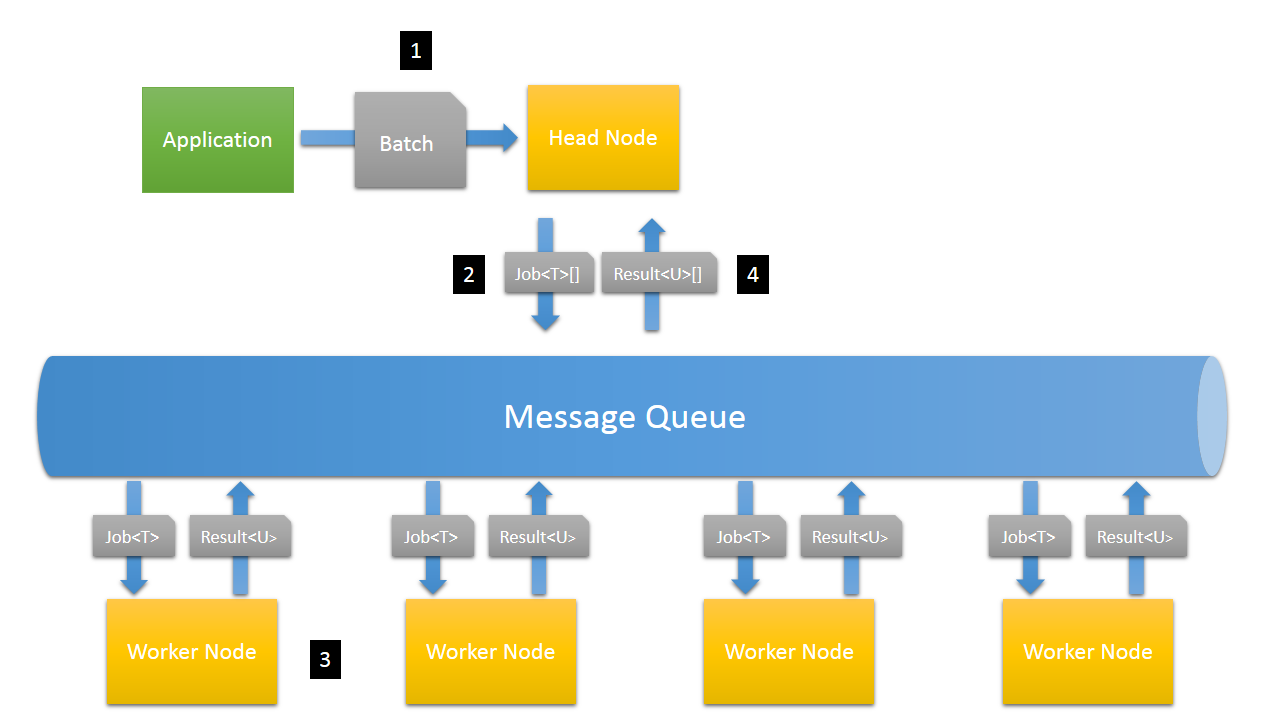 1
Application
Batch
Head Node
2
Job<T>[]
Result<U>[]
4
Message Queue
Job<T>
Result<U>
Job<T>
Result<U>
Job<T>
Result<U>
Job<T>
Result<U>
Worker Node
3
Worker Node
Worker Node
Worker Node